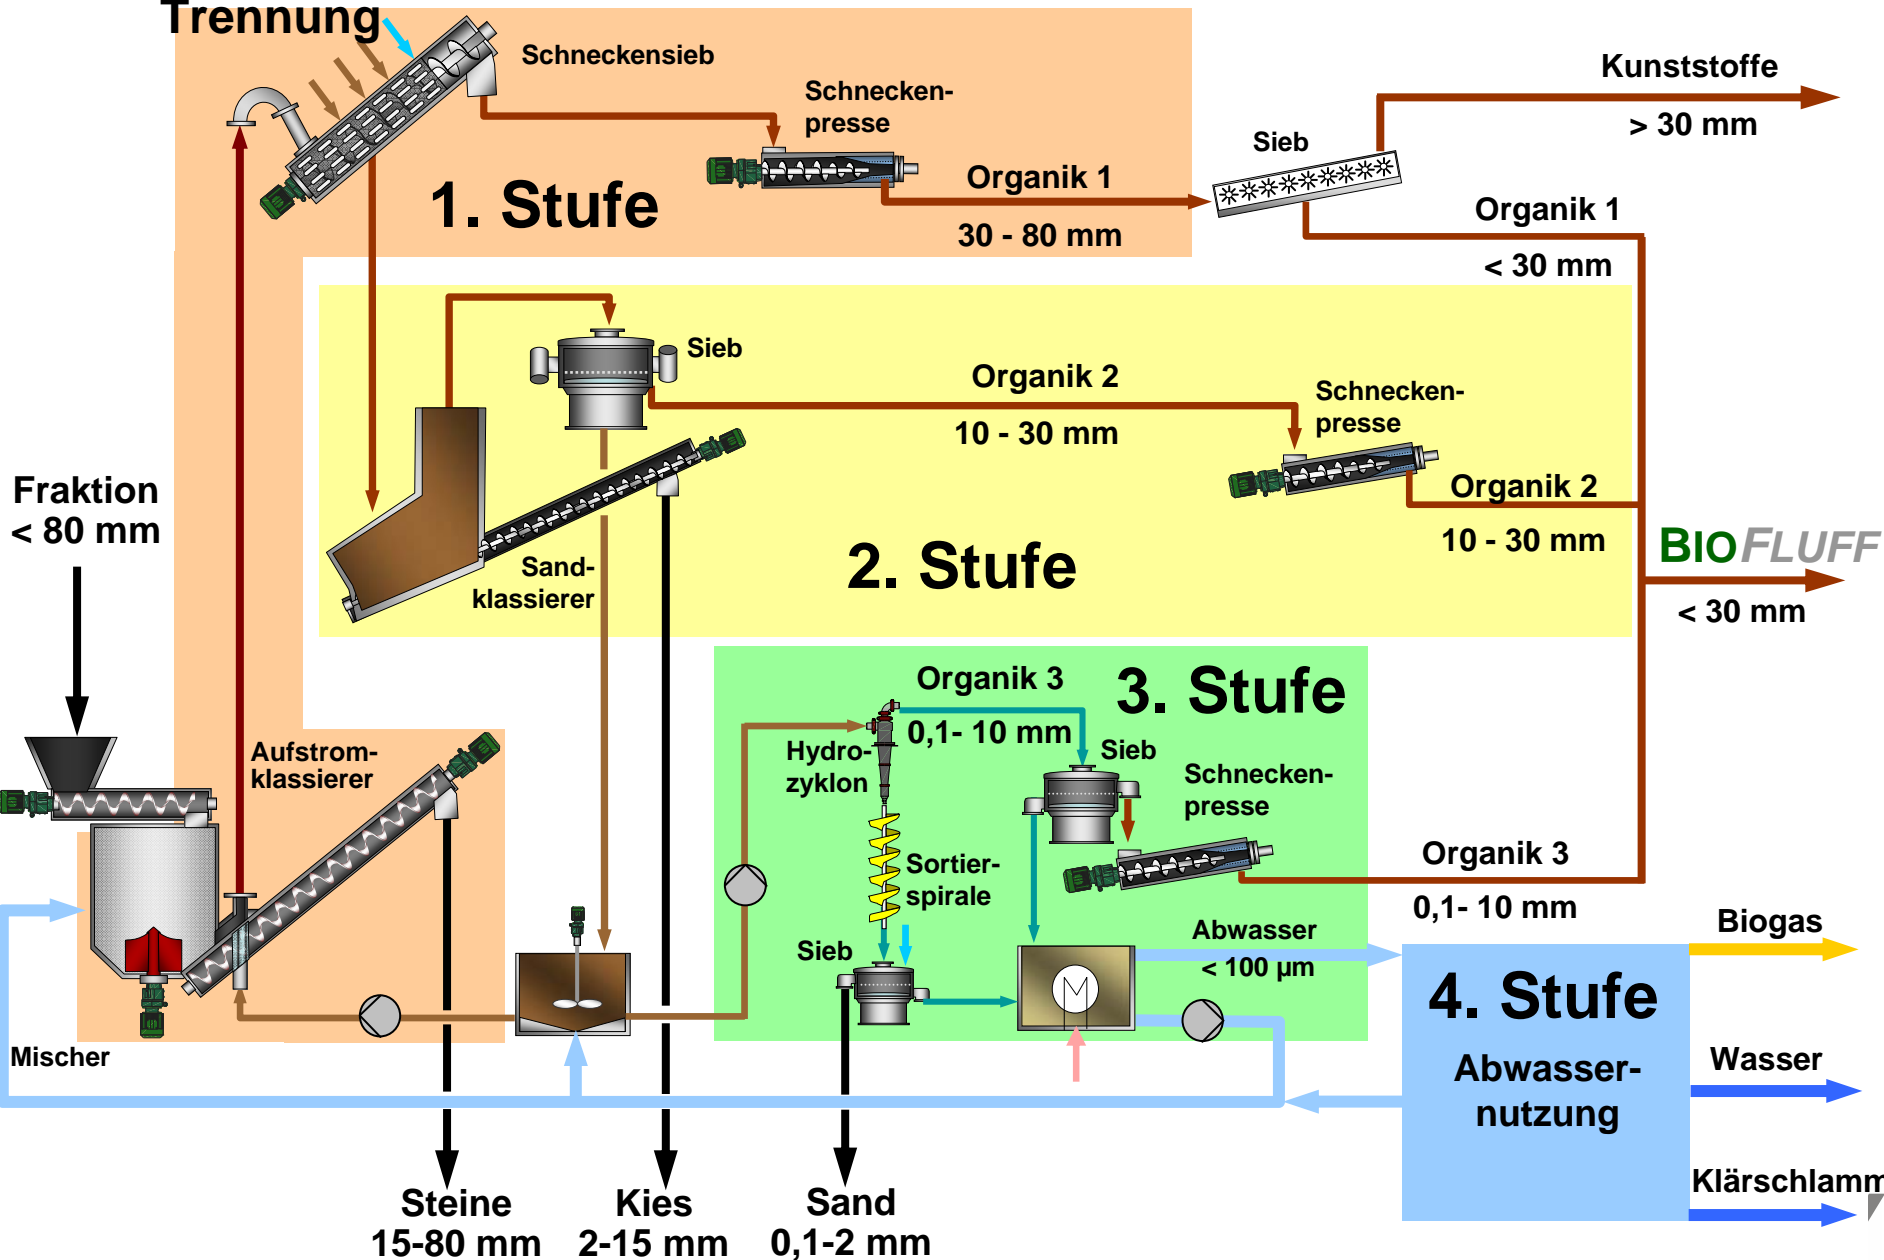 Trennung
Schneckensieb
Schnecken-
presse
Kunststoffe
> 30 mm
Sieb
Organik 1
30 - 80 mm
1. Stufe
Organik 1
< 30 mm
Sieb
Organik 2
10 - 30 mm
Schnecken-
presse
Organik 2
10 - 30 mm
Fraktion
< 80 mm
Sand-
klassierer
2. Stufe
BIOFLUFF
< 30 mm
Organik 3
0,1- 10 mm
3. Stufe
Hydro-
zyklon
Sieb
Schnecken-
presse
Aufstrom-
klassierer
Sortier-
spirale
Organik 3
0,1- 10 mm
Sieb
Abwasser
< 100 µm
Biogas
4. Stufe
Abwasser-
nutzung
Wasser
Klärschlamm
Mischer
M
Steine
15-80 mm
Kies
2-15 mm
Sand
0,1-2 mm